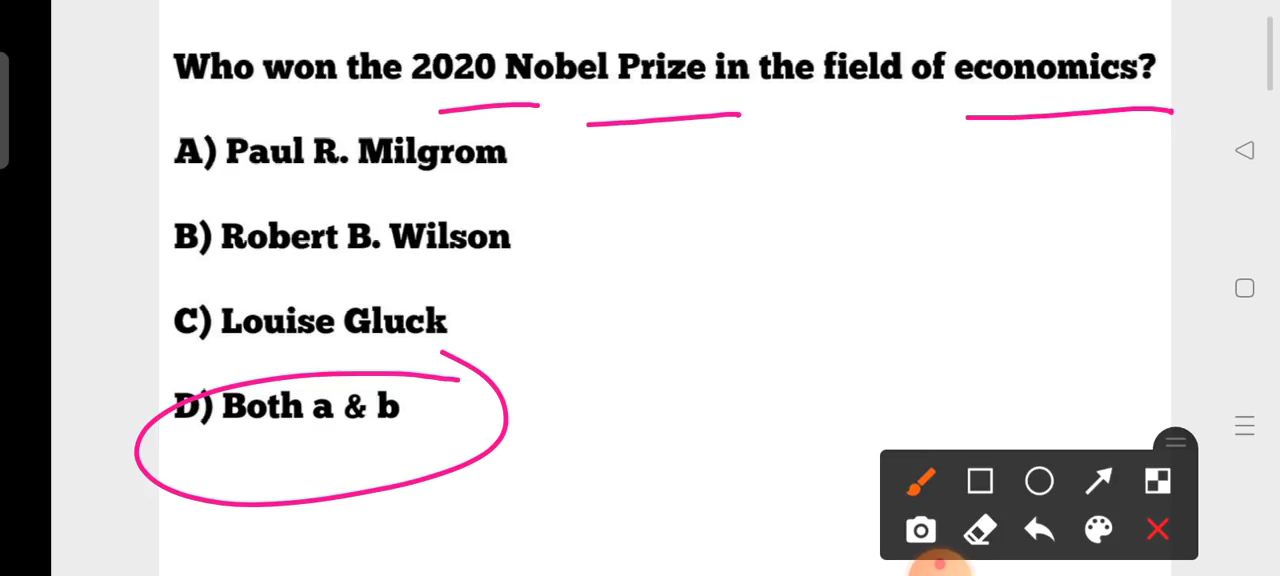 Who won the 2020 Nobel Prize in the field of economics?
A) Paul R. Milgrom
B) Robert B. Wilson
C) Louise Gluck
D) Both a & b